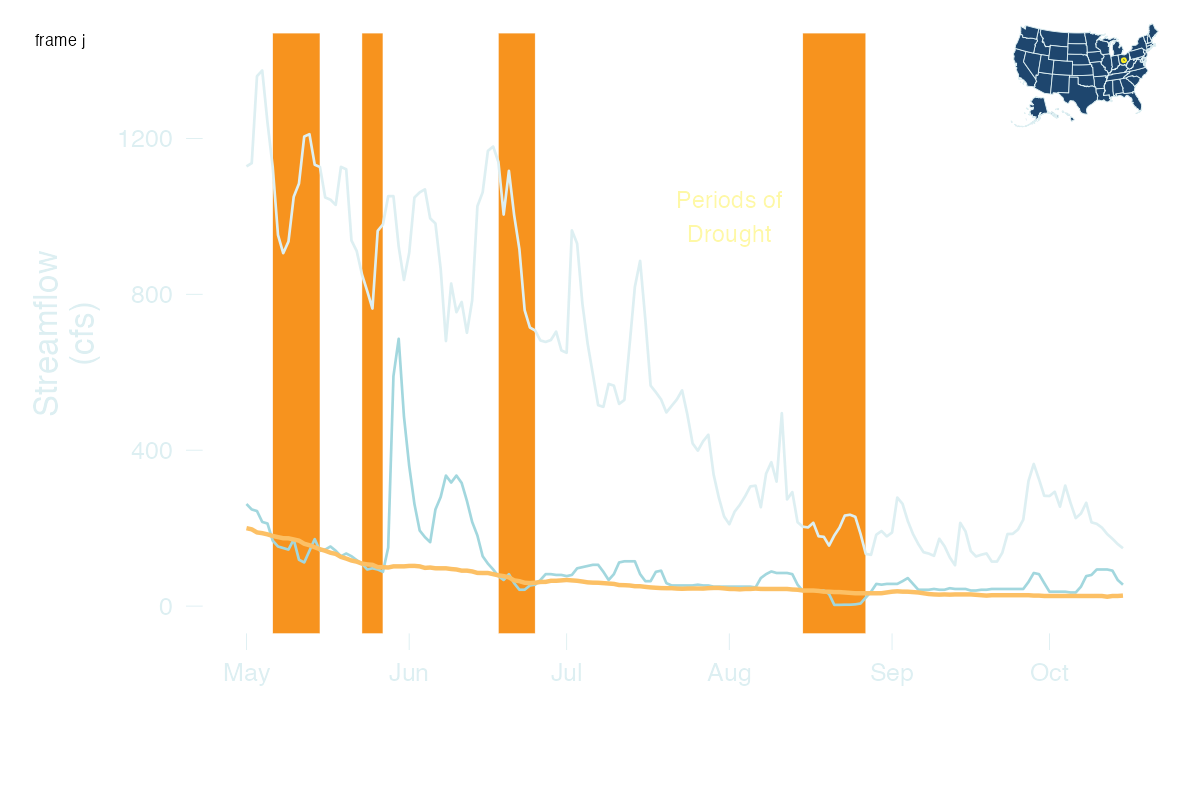 frame j
1200
800
400
0
Streamflow
(cfs)
Periods of
Drought
May
Jun
Jul
Aug
Sep
Oct